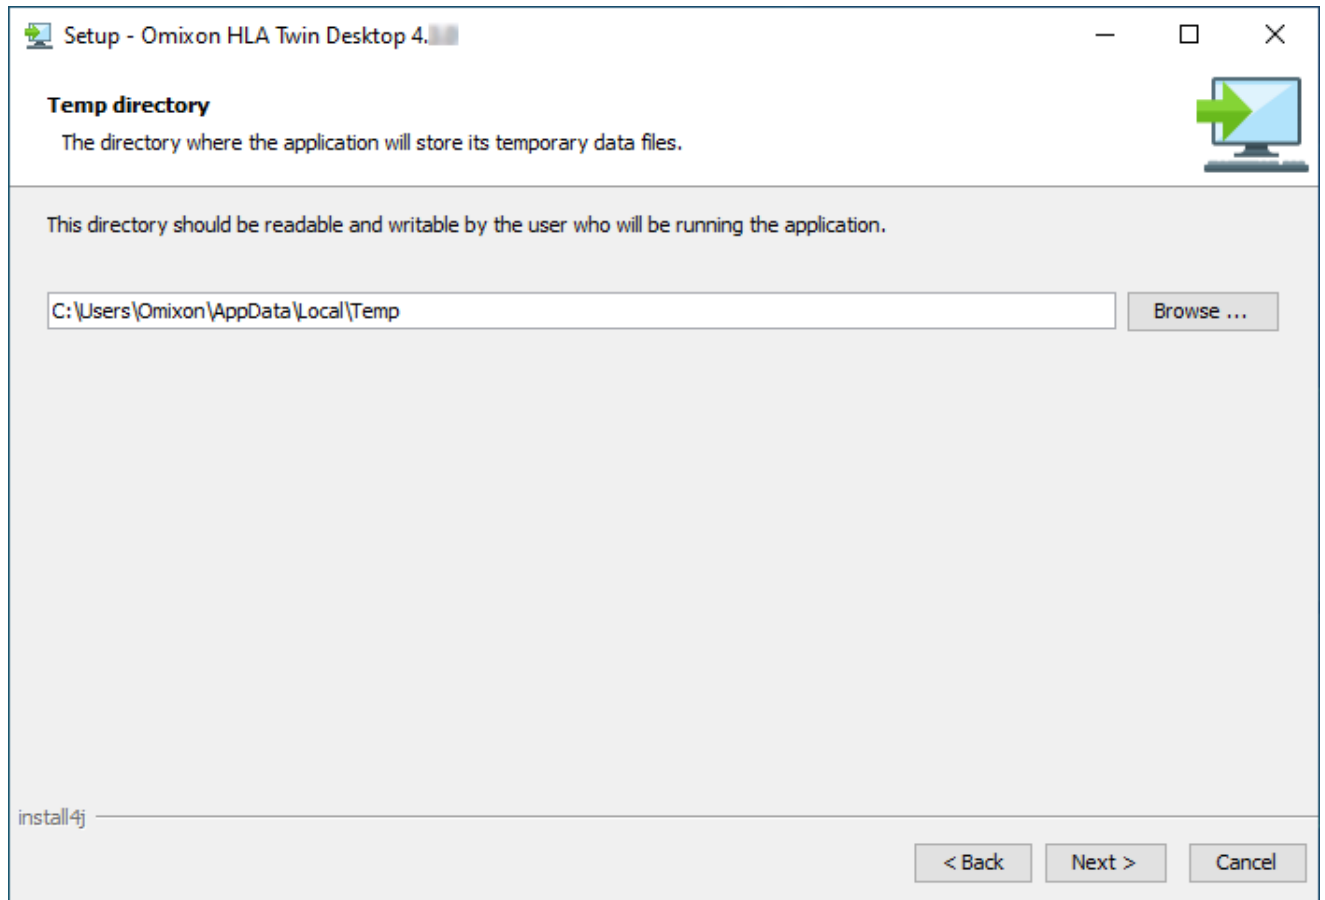 Setup - Omixon HLA Twin Desktop 4.
Temp directory
The directory where the application will store its temporary data files.
This directory should be readable and writable by the user who will be running the application.
C:\Users\Omixon\AppData\Local\Temp
Browse ...
install4j
< Back
Next >
Cancel